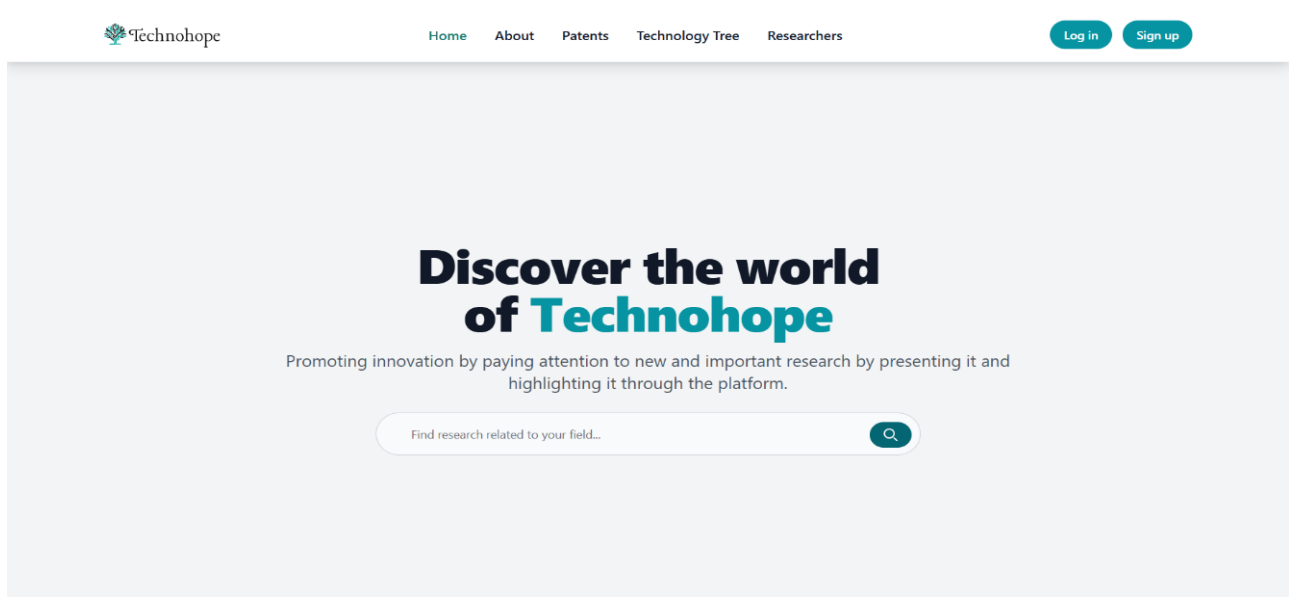 Technohope
Home About Patents Technology Tree Researchers
Log in Sign up
Discover the world
of Technohope
Promoting innovation by paying attention to new and important research by presenting it and
highlighting it through the platform.
Find research related to your field...